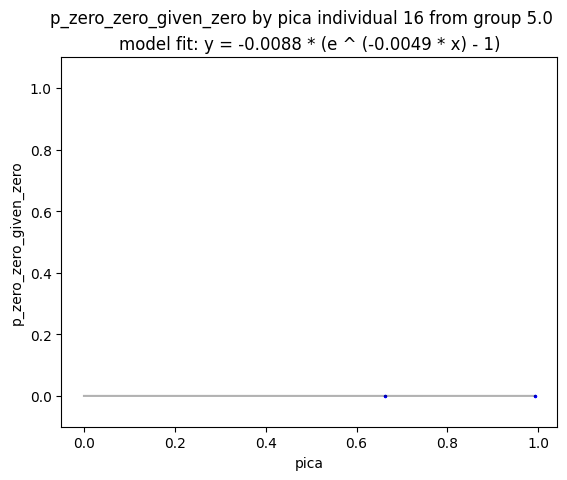 p_zero_zero_given_zero by pica individual 16 from group 5.0
model fit: y = -0.0088 * (e ^ (-0.0049 * x) - 1)
1.0
0.8
0.6
0.4
0.2
0.0
p_zero_zero_given_zero
0.0 0.2 0.4 0.6 0.8 1.0
pica